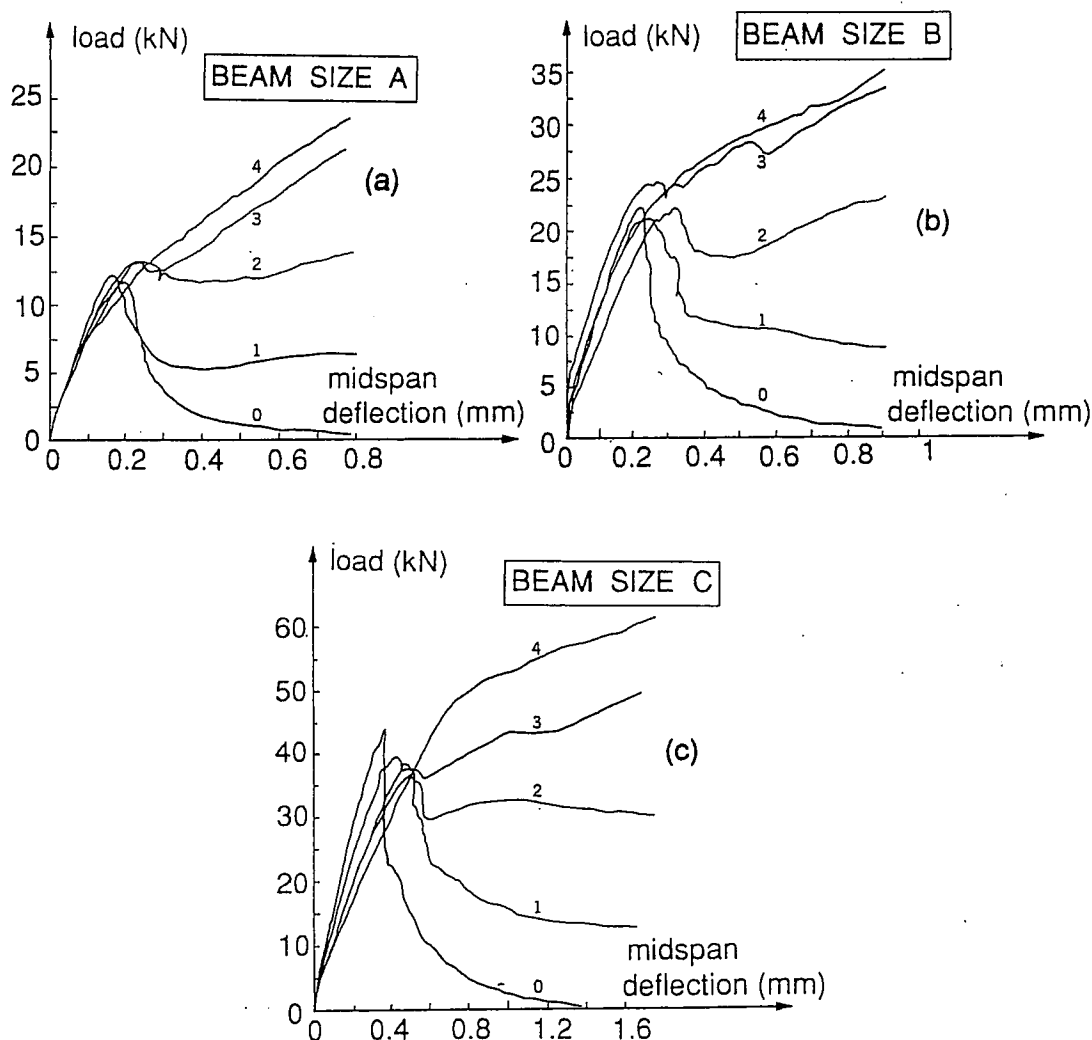 load (kN)
BEAM SIZE A
25
20
15
10
5
0
0 0.2 0.4 0.6 0.8
4
3
2
1
0
(a)
midspan
deflection (mm)
load (kN)
BEAM SIZE B
35
30
25
20
15
10
5
0
0 0.2 0.4 0.6 0.8 1
4
3
2
1
0
(b)
midspan
deflection (mm)
load (kN)
BEAM SIZE C
60
50
40
30
20
10
0
0 0.4 0.8 1.2 1.6
4
3
2
1
0
(c)
midspan
deflection (mm)